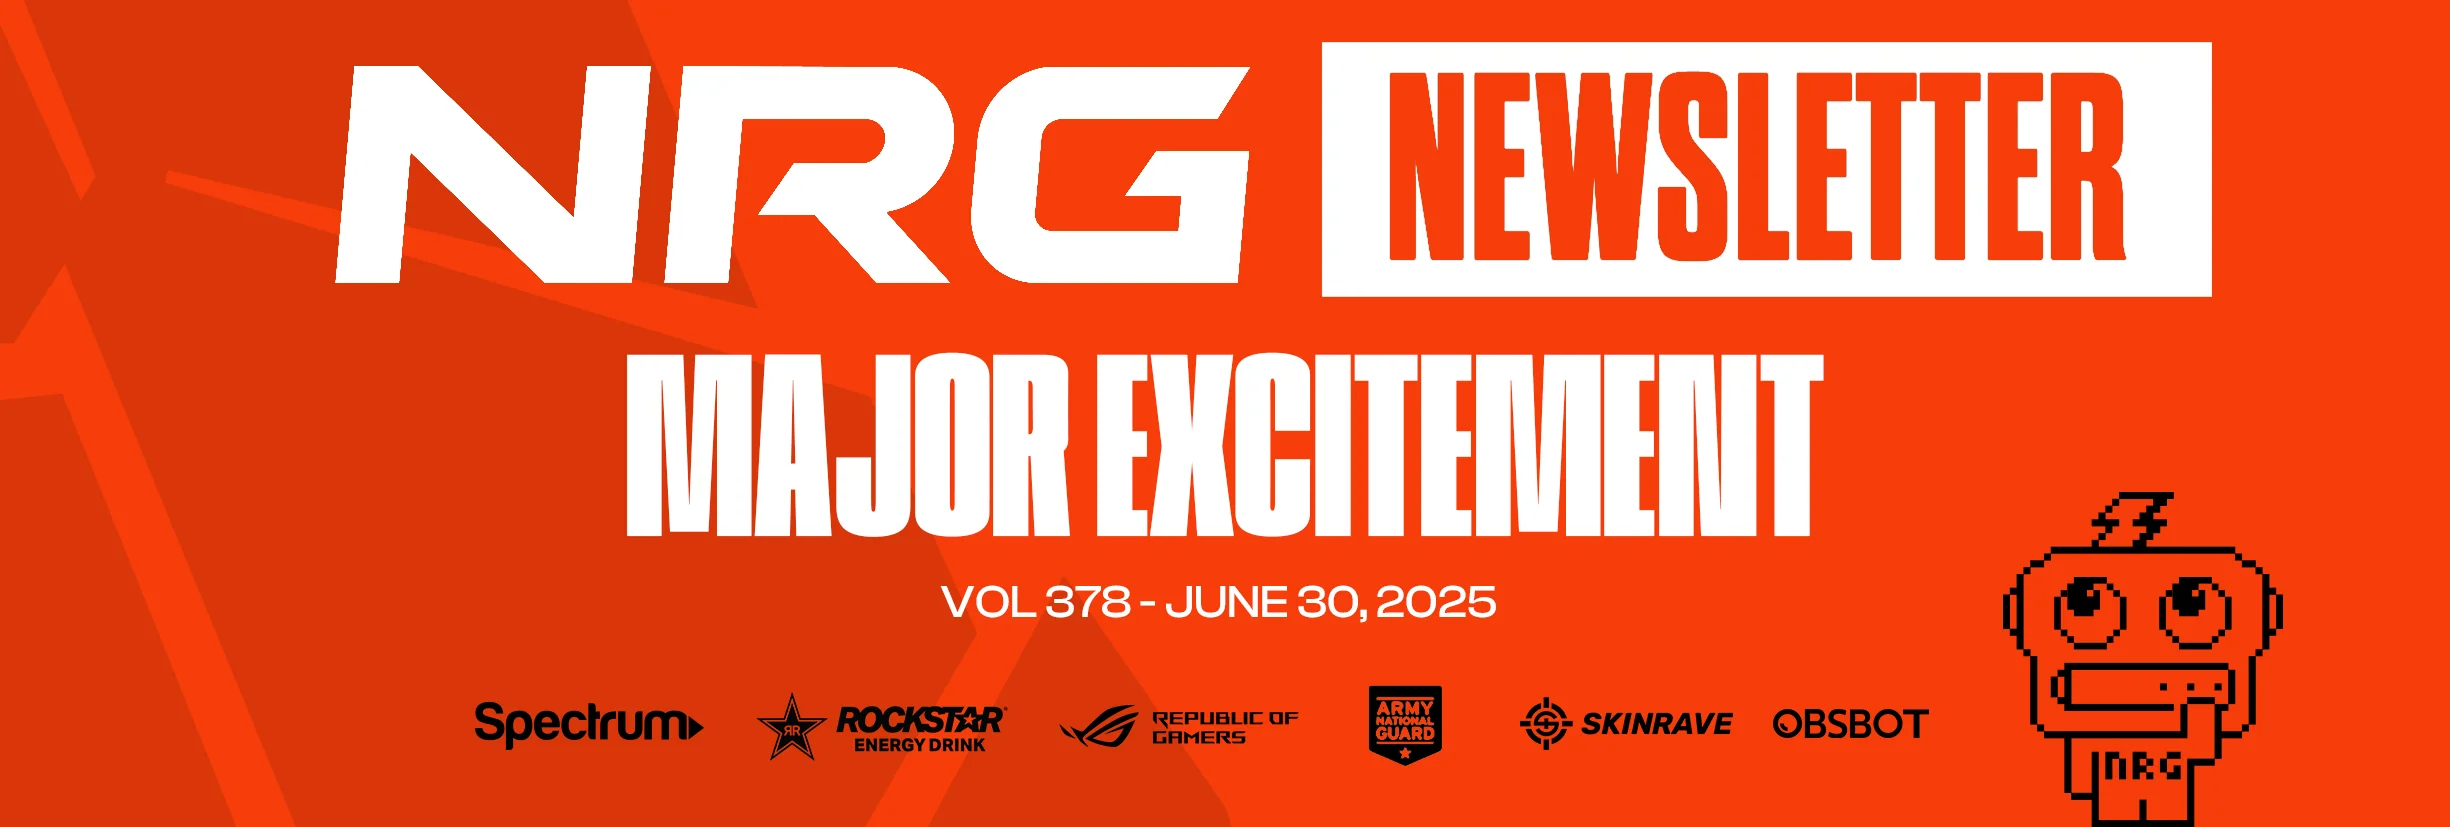 NRG NEWSLETTER
MAJOR EXCITEMENT
VOL 378 - JUNE 30, 2025
Spectrum
RR
ROCKSTAR
ENERGY DRINK
REPUBLIC OF
GAMERS
ARMY
NATIONAL
GUARD
SKINRAVE
OBSBOT
NRG